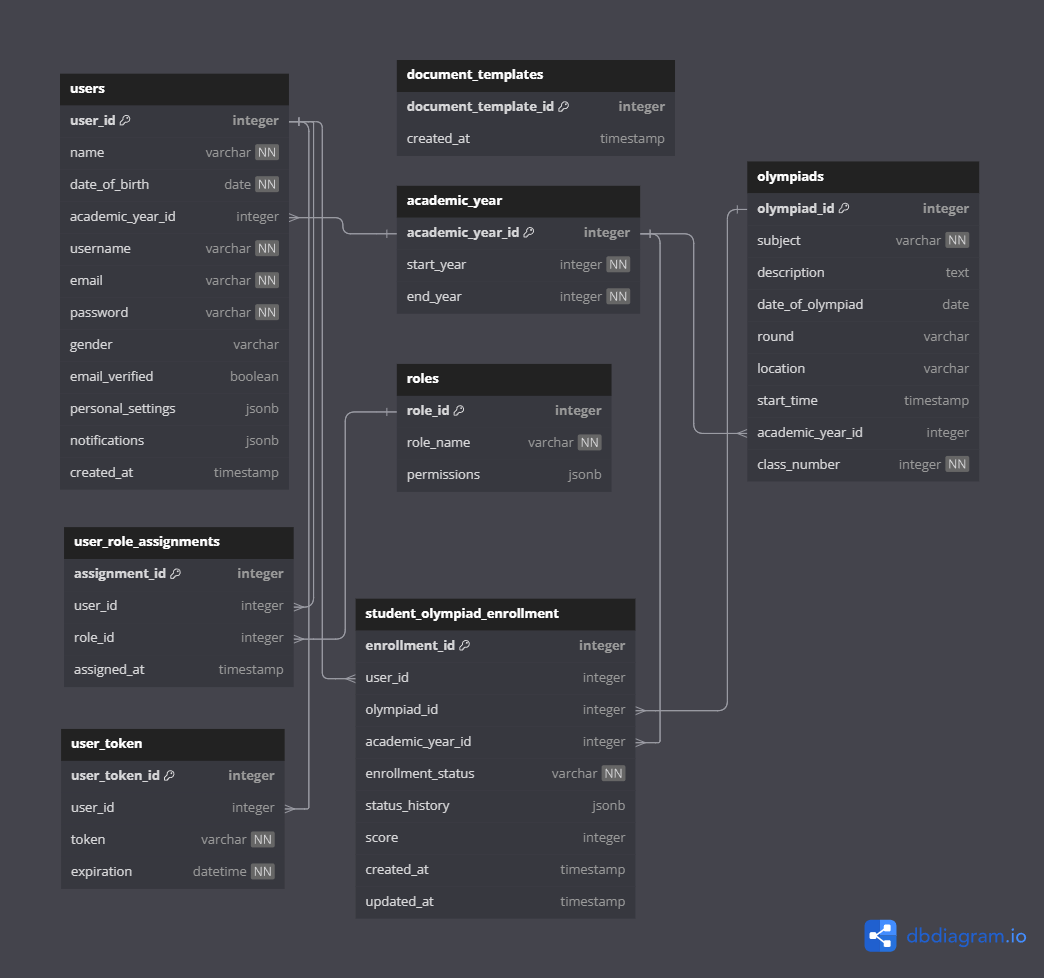 users
user_id integer
name varchar NN
date_of_birth date NN
academic_year_id integer
username varchar NN
email varchar NN
password varchar NN
gender varchar
email_verified boolean
personal_settings jsonb
notifications jsonb
created_at timestamp
document_templates
document_template_id integer
created_at timestamp
academic_year
academic_year_id integer
start_year integer NN
end_year integer NN
olympiads
olympiad_id integer
subject varchar NN
description text
date_of_olympiad date
round varchar
location varchar
start_time timestamp
academic_year_id integer
class_number integer NN
roles
role_id integer
role_name varchar NN
permissions jsonb
user_role_assignments
assignment_id integer
user_id integer
role_id integer
assigned_at timestamp
student_olympiad_enrollment
enrollment_id integer
user_id integer
olympiad_id integer
academic_year_id integer
enrollment_status varchar NN
status_history jsonb
score integer
created_at timestamp
updated_at timestamp
user_token
user_token_id integer
user_id integer
token varchar NN
expiration datetime NN
dbdiagram.io